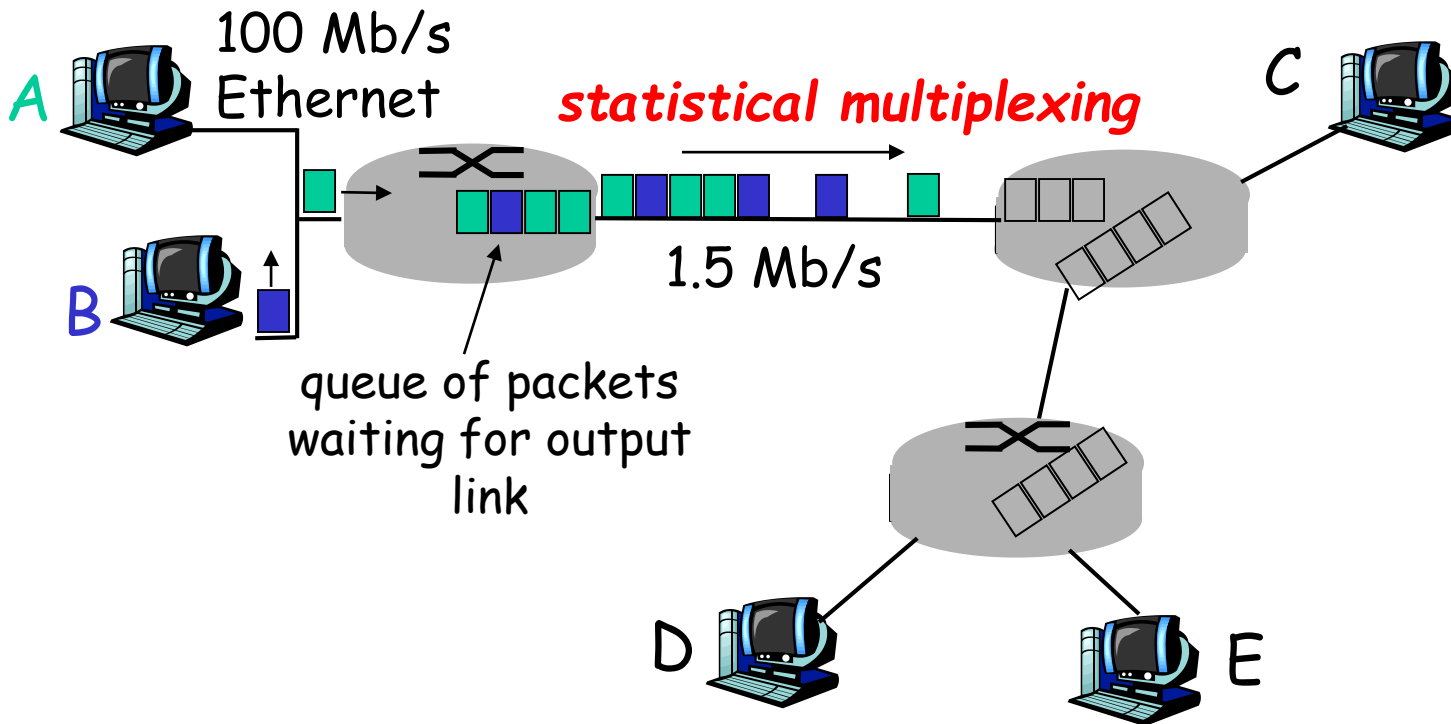 100 Mb/s
Ethernet
A
statistical multiplexing
C
B
1.5 Mb/s
queue of packets
waiting for output
link
D
E